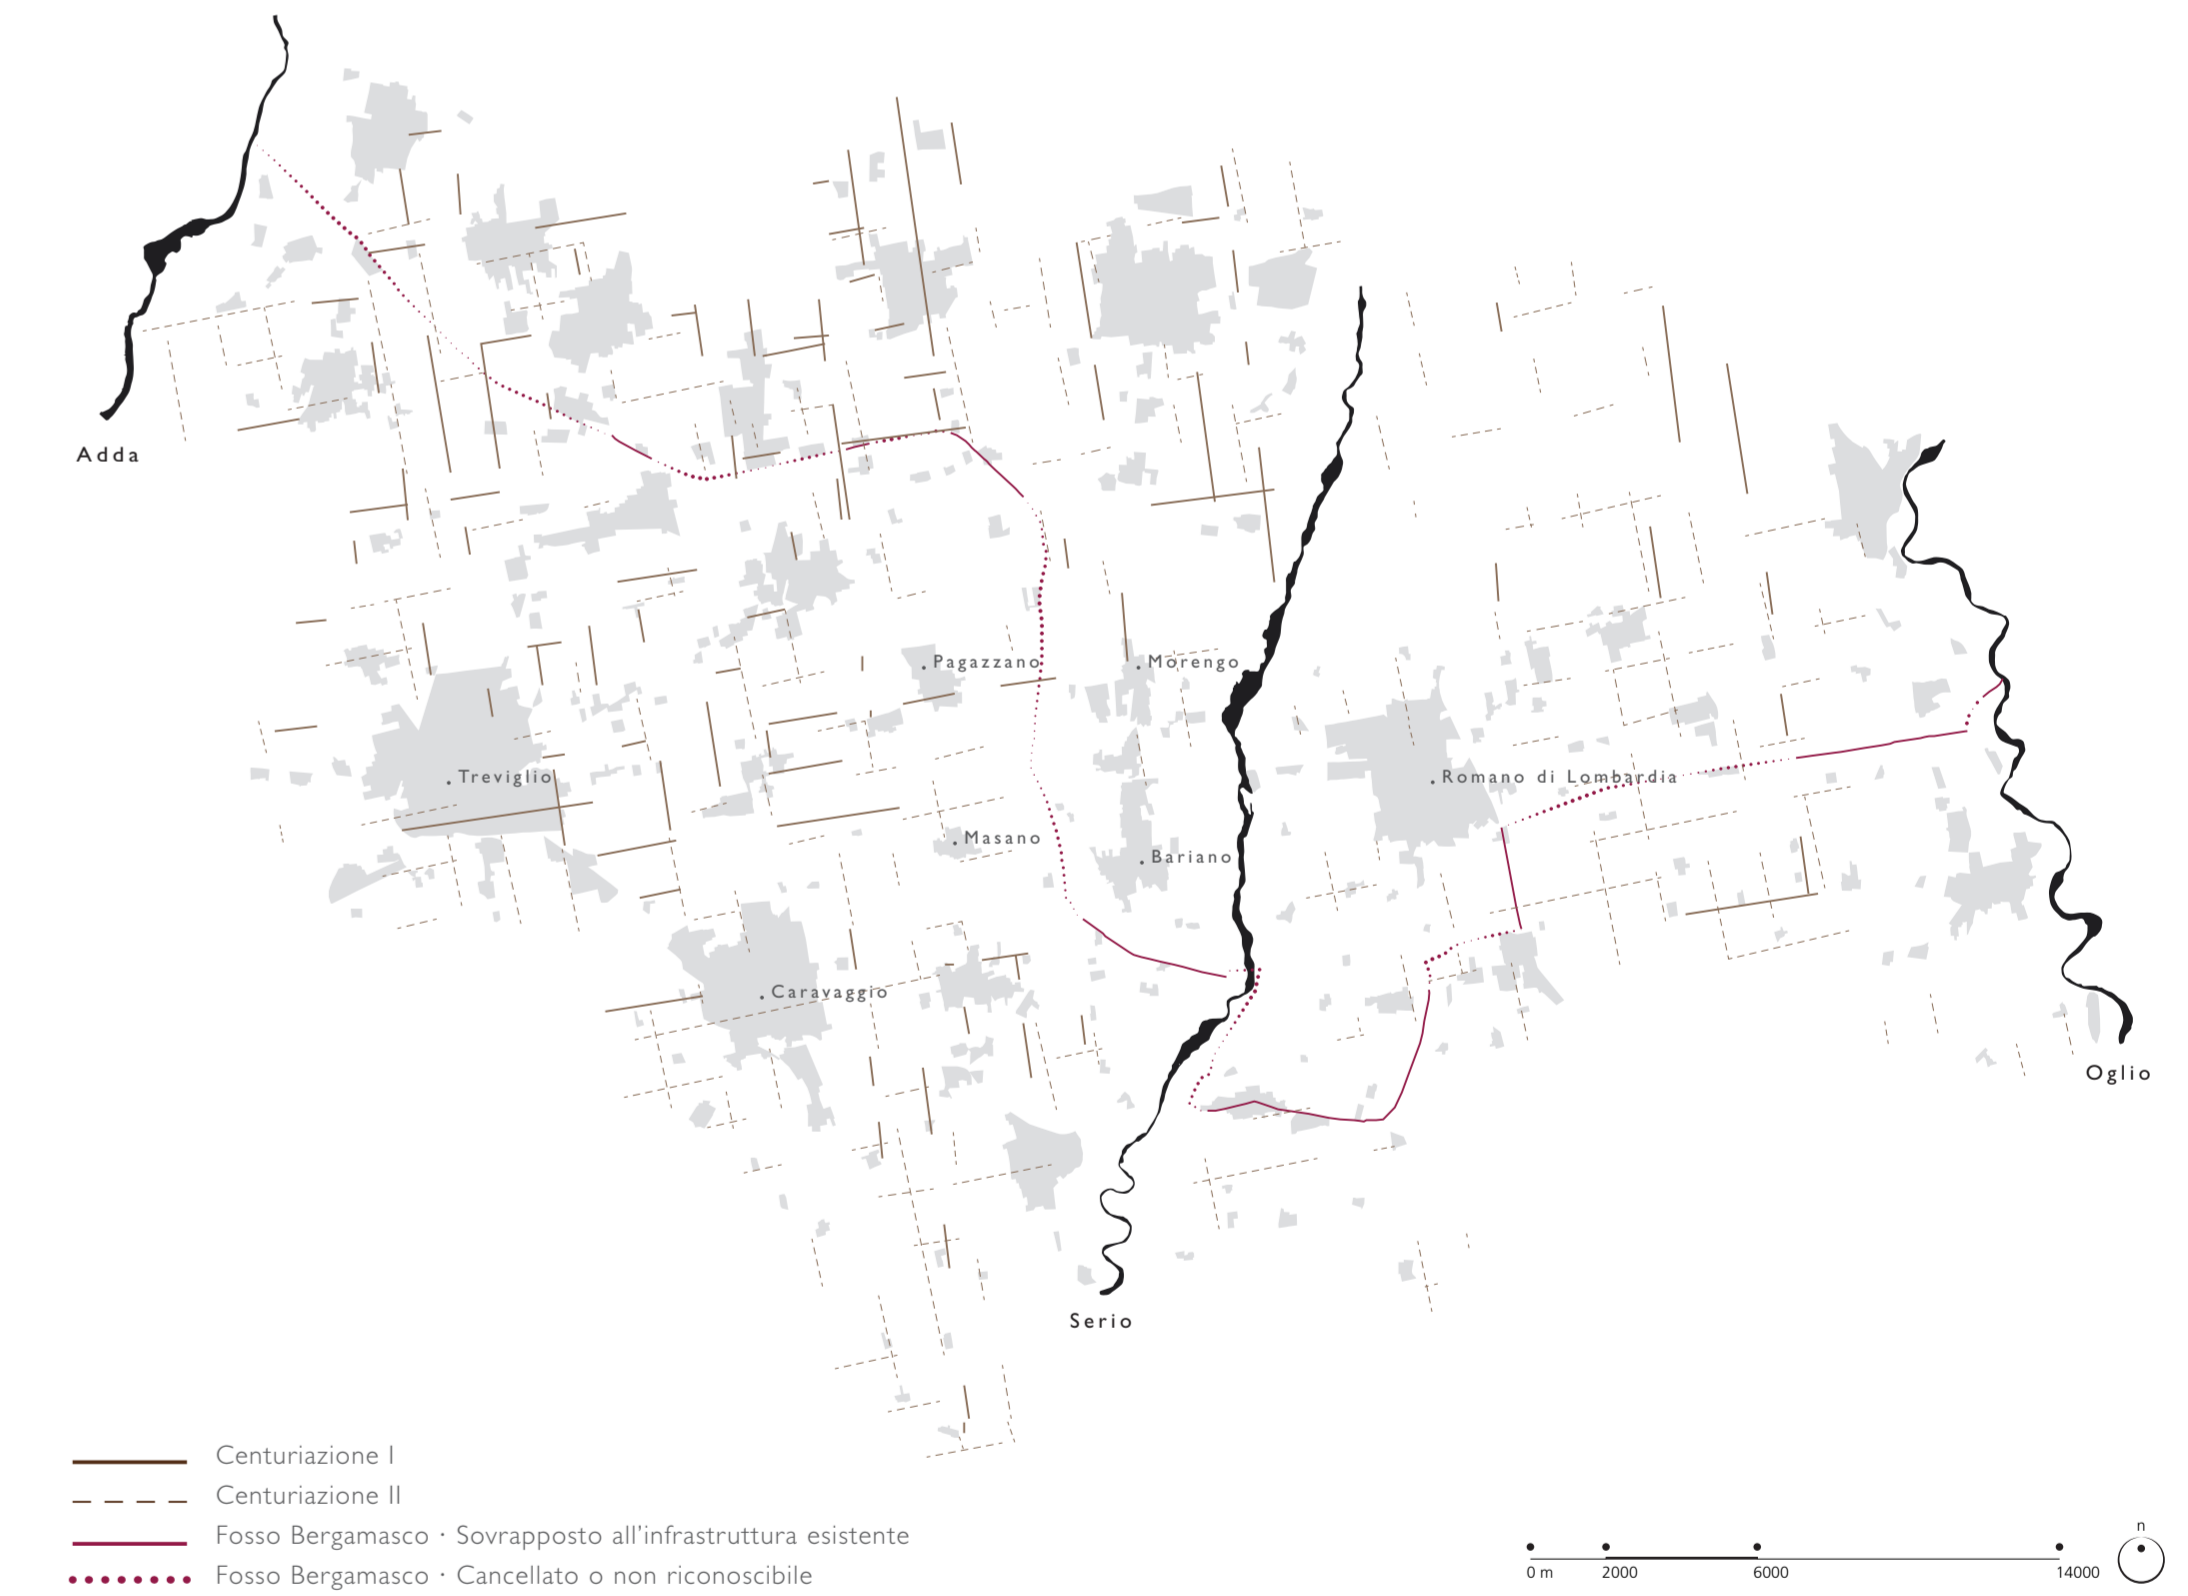 Adda
Pagazzano
Morengo
Treviglio
Romano di Lombardia
Masano
Bariano
Caravaggio
Oglio
Serio
Centuriazione I
Centuriazione II
Fosso Bergamasco · Sovrapposto all'infrastruttura esistente
Fosso Bergamasco · Cancellato o non riconoscibile
n
0 m 2000 6000 14000